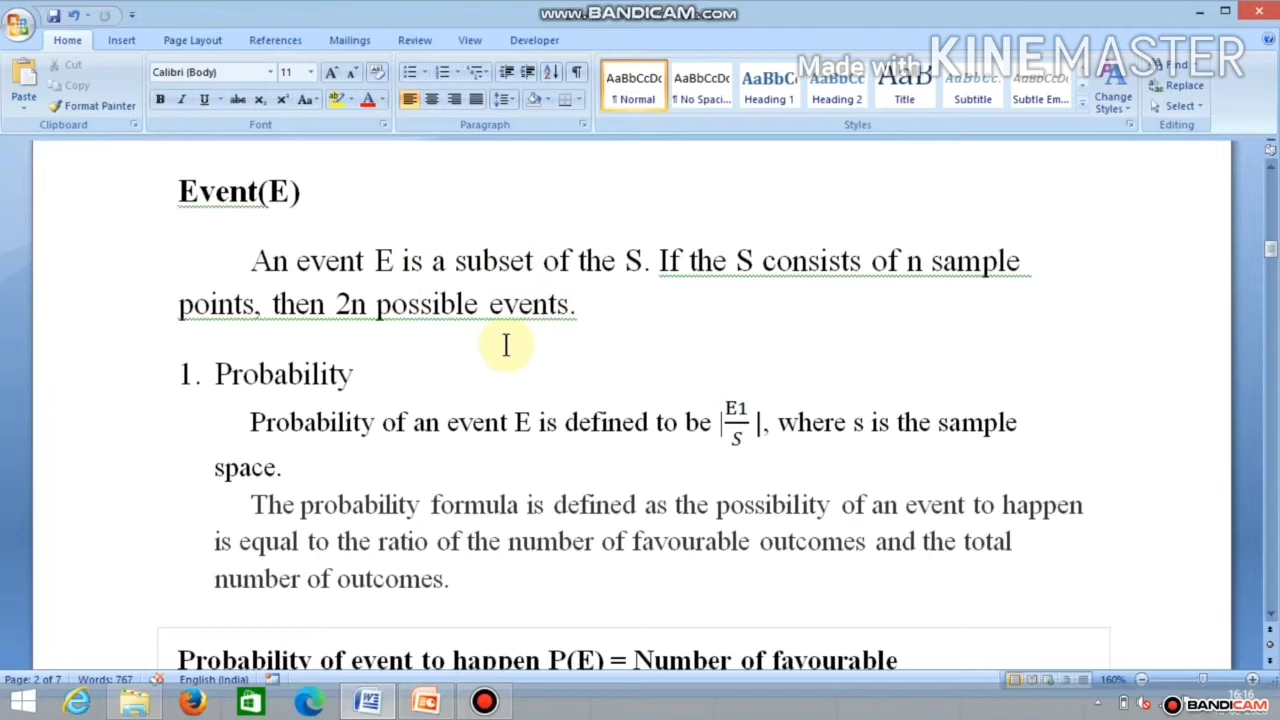 www.BANDICAM.com
Home Insert Page Layout References Mailings Review View Developer
Made with KINEMASTER
Cut
Copy
Format Painter
Paste
Calibri (Body) 11
AaBbCcDc AaBbCcDc AaBbC AaBbCc AaB AaBbCc. AaBbCcDc
¶ Normal ¶ No Spaci... Heading 1 Heading 2 Title Subtitle Subtle Em...
Change Styles
Find
Replace
Select
Clipboard Font Paragraph Styles Editing
Event(E)
An event E is a subset of the S. If the S consists of n sample
points, then 2n possible events.
1. Probability
Probability of an event E is defined to be |E1/S|, where s is the sample
space.
The probability formula is defined as the possibility of an event to happen
is equal to the ratio of the number of favourable outcomes and the total
number of outcomes.
Probability of event to happen P(E) = Number of favourable
Page: 2 of 7 Words: 767 English (India) 160%
16:16
BANDICAM